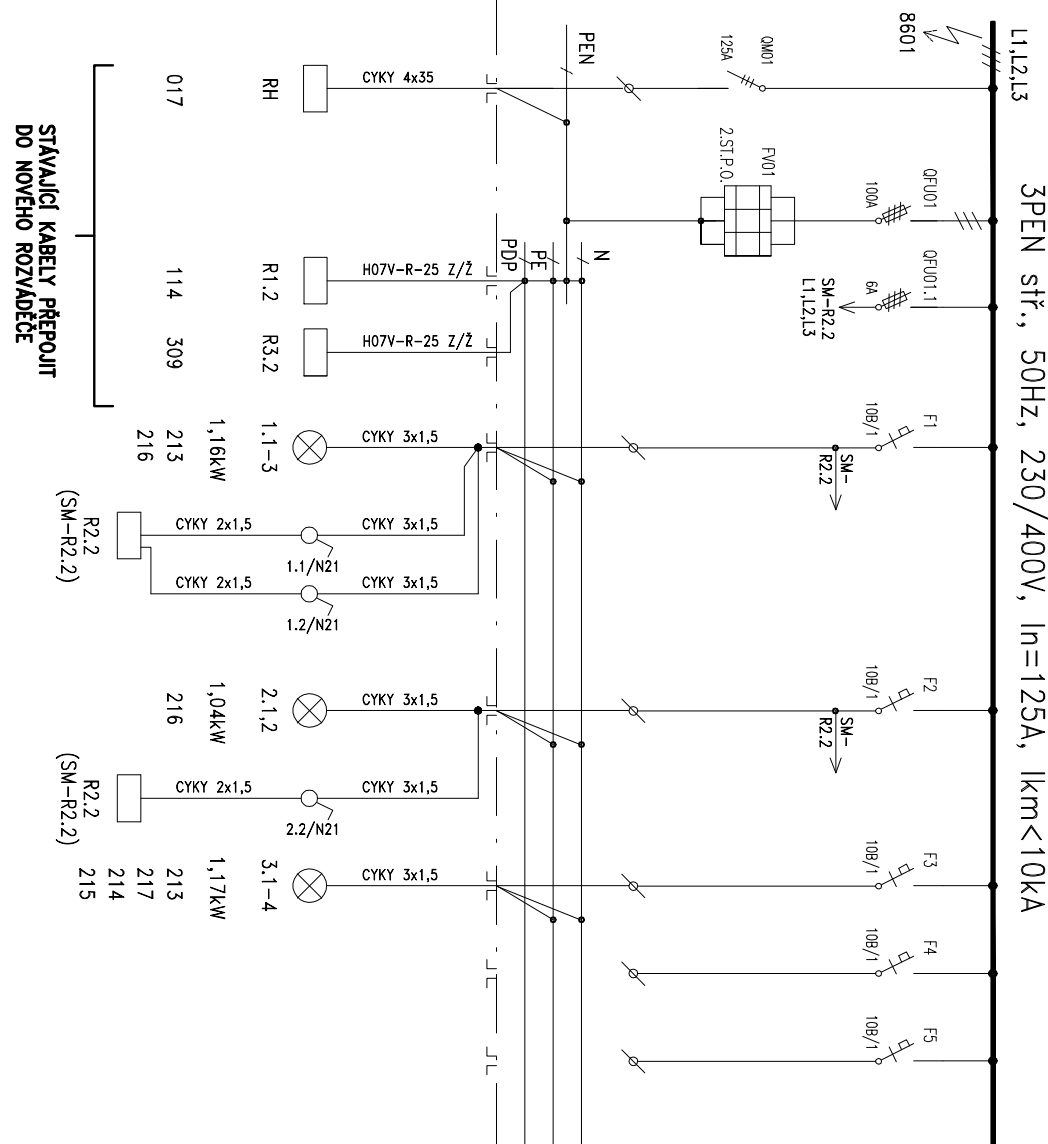 3PEN stř., 50Hz, 230/400V, In=125A, Ikm<10kA
L1,L2,L3
8601
QM01
125A
QFU01
100A
FV01
2.ST.P.O.
QFU01.1
6A
SM-R2.2
L1,L2,L3
F1
10B/1
SM-
R2.2
F2
10B/1
SM-
R2.2
F3
10B/1
F4
10B/1
F5
10B/1
PEN
N
PE
PDP
CYKY 4x35
H07V-R-25 Z/Ž
H07V-R-25 Z/Ž
CYKY 3x1,5
CYKY 3x1,5
CYKY 3x1,5
CYKY 3x1,5
CYKY 3x1,5
CYKY 3x1,5
1.1/N21
1.2/N21
2.2/N21
CYKY 2x1,5
CYKY 2x1,5
CYKY 2x1,5
RH
017
R1.2
114
R3.2
309
1.1-3
1,16kW
213
216
R2.2
(SM-R2.2)
2.1,2
1,04kW
216
R2.2
(SM-R2.2)
3.1-4
1,17kW
213
217
214
215
STÁVAJÍCÍ KABELY PŘEPOJIT
DO NOVÉHO ROZVÁDĚČE